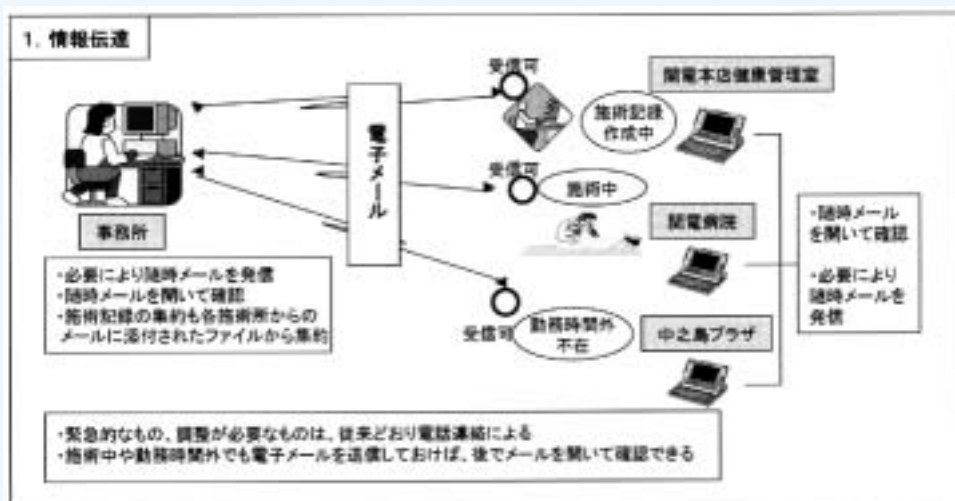 1. 情報伝達
受信可
関電本店健康管理室
施術記録
作成中
電子メール
受信可
施術中
事務所
関電病院
・随時メール
を開いて確認
・必要により
随時メールを
発信
・必要により随時メールを発信
・随時メールを開いて確認
・施術記録の集約も各施術所からの
メールに添付されたファイルから集約
受信可
勤務時間外
不在
中之島プラザ
・緊急的なもの、調整が必要なものは、従来どおり電話連絡による
・施術中や勤務時間外でも電子メールを送信しておけば、後でメールを開いて確認できる